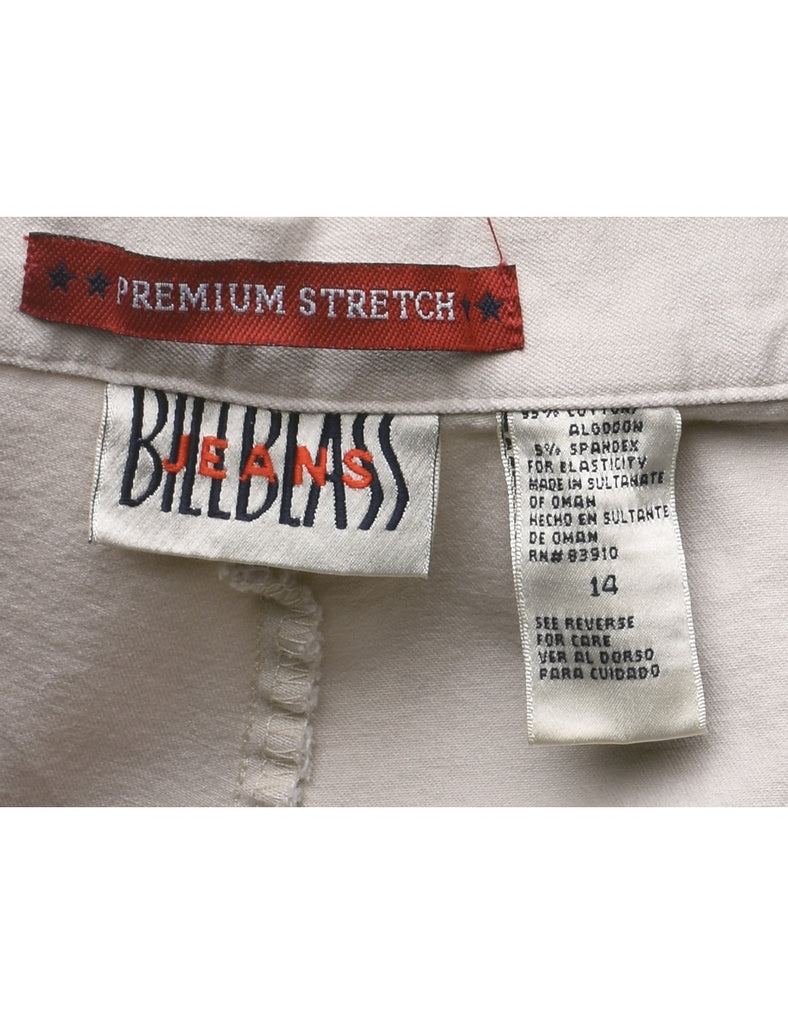 PREMIUM STRETCH
BILL BLASS
JEANS
ALGODON
5% SPANDEX
FOR ELASTICITY
MADE IN SULTANATE
OF OMAN
HECHO EN SULTANTE
DE OMAN
RN# 83910
14
SEE REVERSE
FOR CARE
VER AL DORSO
PARA CUIDADO